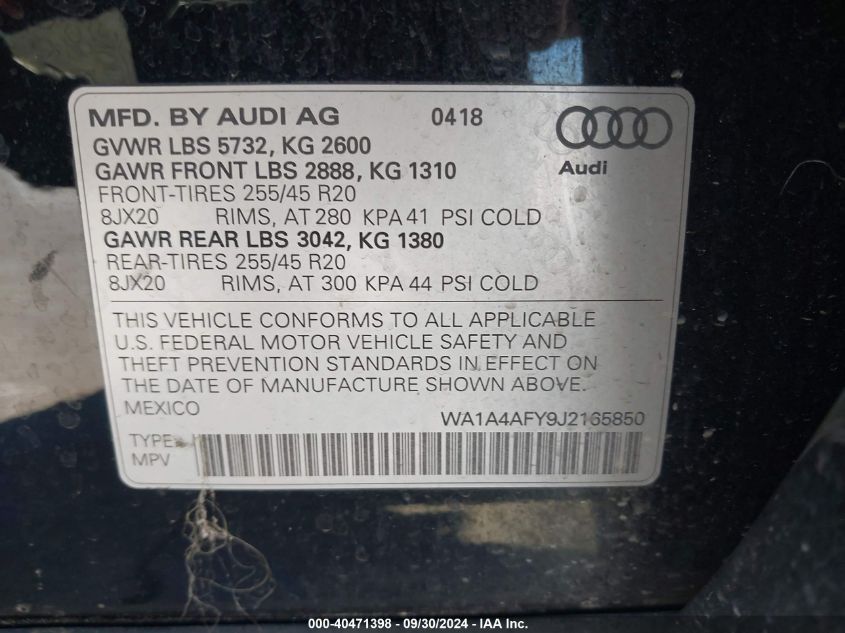 MFD. BY AUDI AG 0418
GVWR LBS 5732, KG 2600
GAWR FRONT LBS 2888, KG 1310
Audi
FRONT-TIRES 255/45 R20
8JX20 RIMS, AT 280 KPA 41 PSI COLD
GAWR REAR LBS 3042, KG 1380
REAR-TIRES 255/45 R20
8JX20 RIMS, AT 300 KPA 44 PSI COLD
THIS VEHICLE CONFORMS TO ALL APPLICABLE
U.S. FEDERAL MOTOR VEHICLE SAFETY AND
THEFT PREVENTION STANDARDS IN EFFECT ON
THE DATE OF MANUFACTURE SHOWN ABOVE.
MEXICO
WA1A4AFY9J2165850
TYPE:
MPV
000-40471398 - 09/30/2024 - IAA Inc.